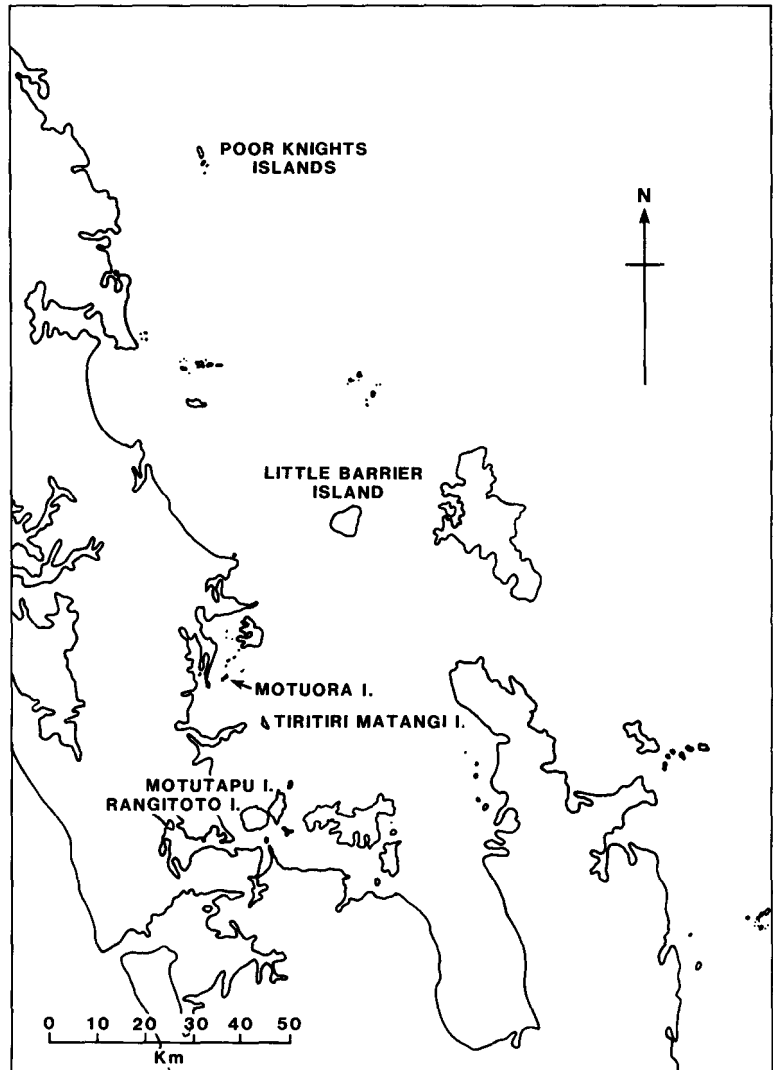 POOR KNIGHTS
ISLANDS
N
LITTLE BARRIER
ISLAND
MOTUORA I.
TIRITIRI MATANGI I.
MOTUTAPU I.
RANGITOTO I.
0 10 20 30 40 50
Km